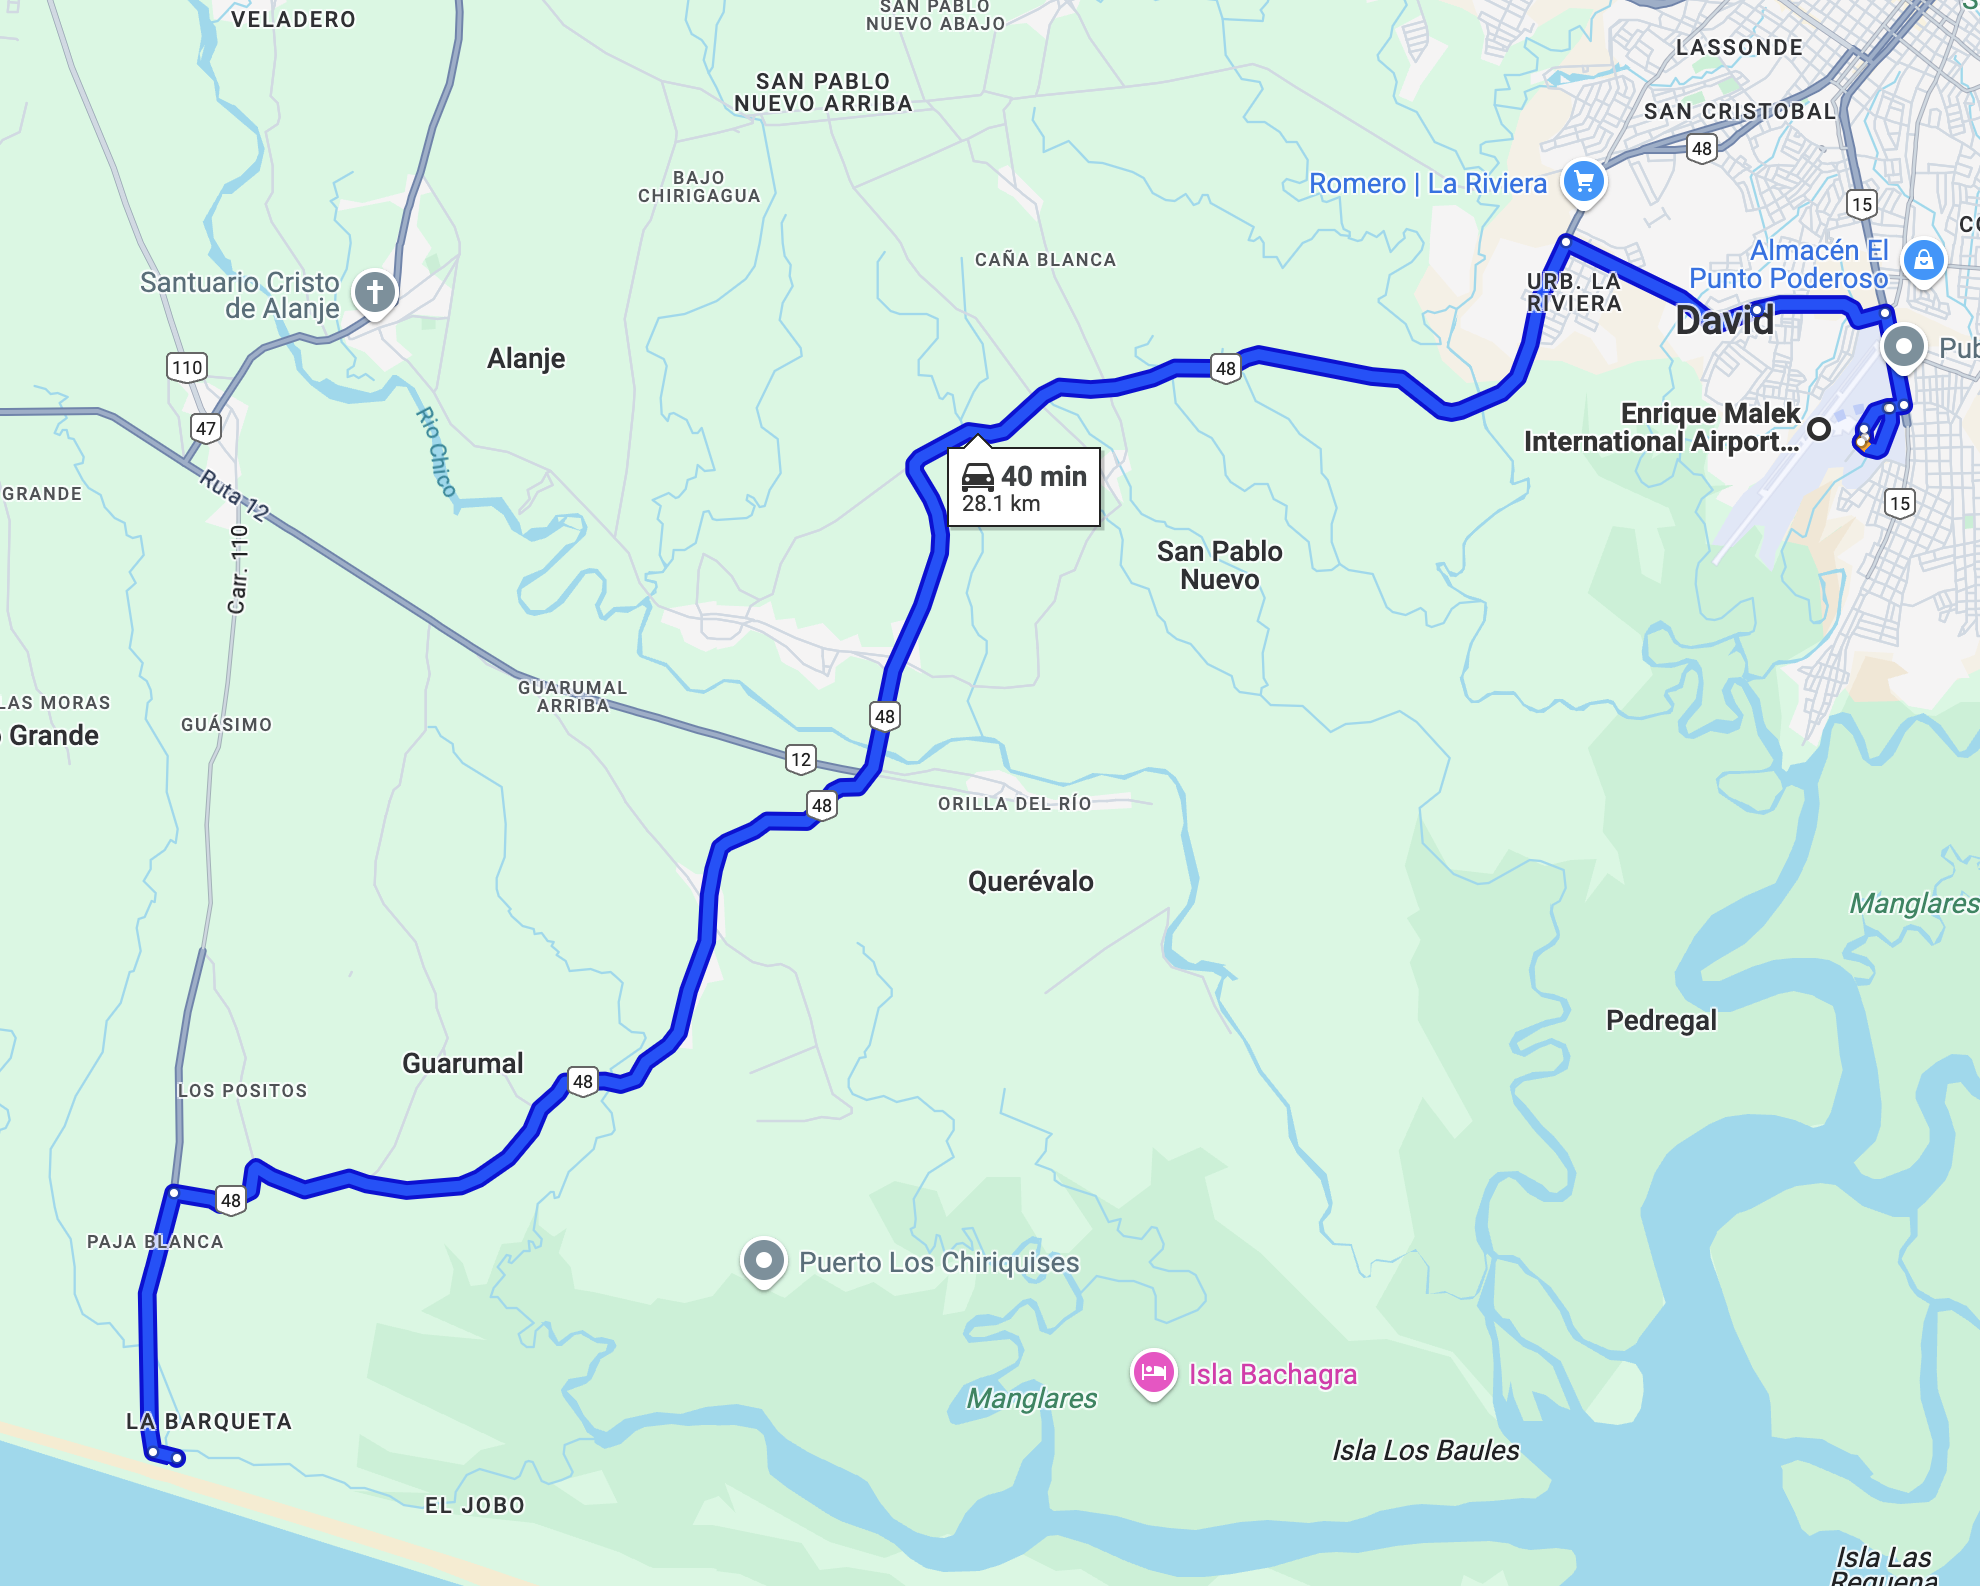 VELADERO
SAN PABLO
NUEVO ABAJO
LASSONDE
SAN PABLO
NUEVO ARRIBA
SAN CRISTOBAL
48
BAJO
CHIRIGAGUA
Romero | La Riviera
15
CAÑA BLANCA
Almacén El
Punto Poderoso
Santuario Cristo
de Alanje
URB. LA
RIVIERA
David
Pub
110
Alanje
48
47
Rio Chico
Enrique Malek
International Airport...
40 min
28.1 km
GRANDE
Ruta 12
15
Carr. 110
San Pablo
Nuevo
LAS MORAS
Grande
GUÁSIMO
GUARUMAL
ARRIBA
48
12
48
ORILLA DEL RÍO
Querévalo
Manglares
Pedregal
Guarumal
48
LOS POSITOS
48
PAJA BLANCA
Puerto Los Chiriquises
Isla Bachagra
Manglares
LA BARQUETA
Isla Los Baules
EL JOBO
Isla Las
Requena